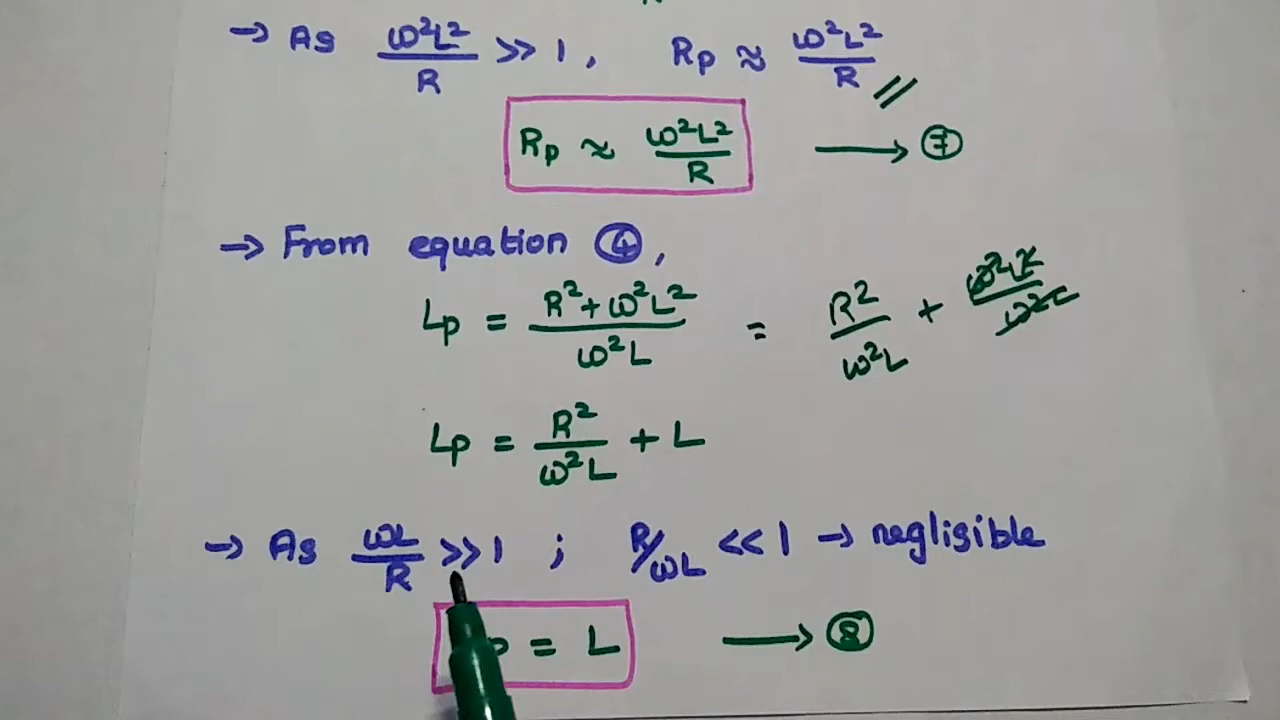 → As ω²L²/R >> 1, Rp ≈ ω²L²/R //
Rp ≈ ω²L²/R → ⑦
→ From equation ④,
Lp = (R² + ω²L²)/(ω²L) = R²/(ω²L) + ω²L²/(ω²L)
Lp = R²/(ω²L) + L
→ As ωL/R >> 1 ; R/ωL << 1 → neglisible
= L → ⑧